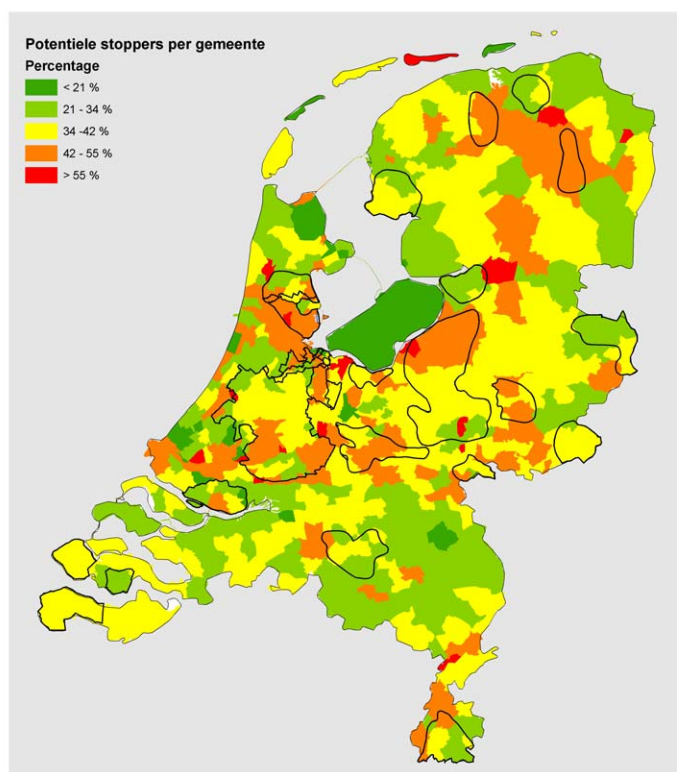 Potentiele stoppers per gemeente
Percentage
< 21 %
21 - 34 %
34 -42 %
42 - 55 %
> 55 %